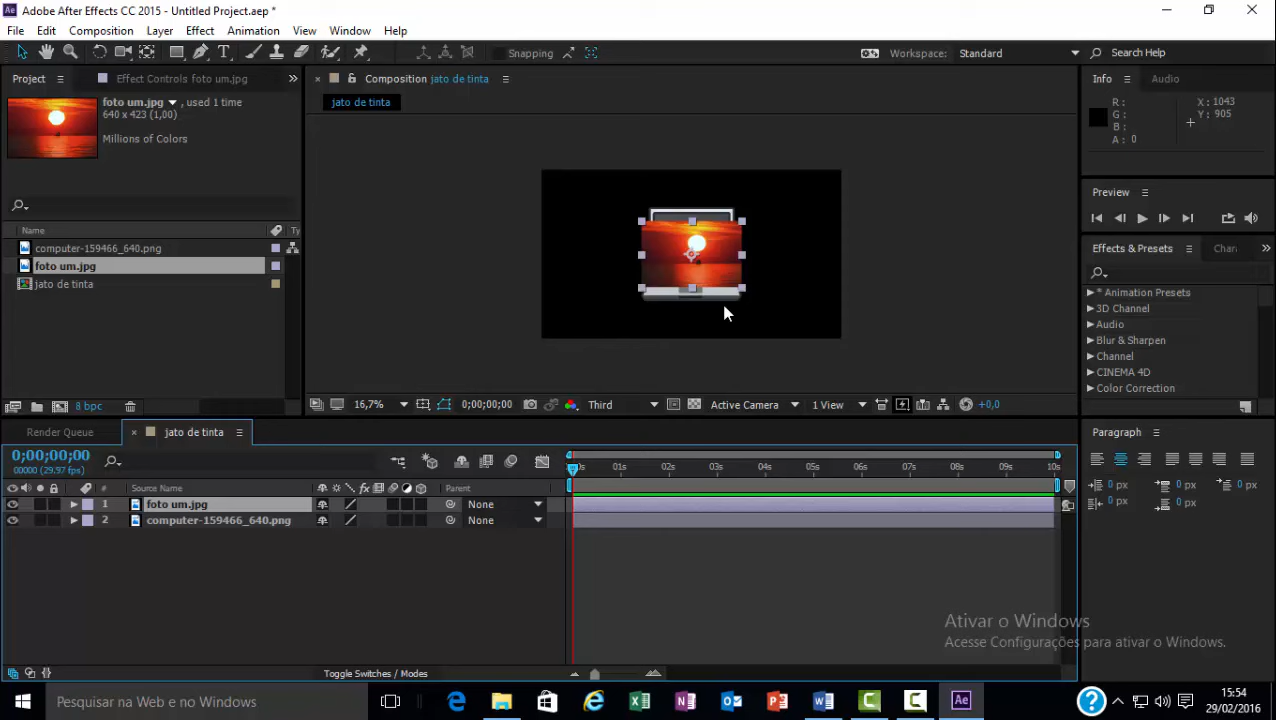 Ae Adobe After Effects CC 2015 - Untitled Project.aep *
File Edit Composition Layer Effect Animation View Window Help
T Snapping Workspace: Standard Search Help
Project Effect Controls foto um.jpg » × Composition jato de tinta Info Audio
foto um.jpg ▼ , used 1 time
640 x 423 (1,00)
Millions of Colors
jato de tinta
R :
G :
B :
A : 0
X : 1043
Y : 905
Preview
Name Ty
computer-159466_640.png
foto um.jpg
jato de tinta
Effects & Presets Chan »
* Animation Presets
3D Channel
Audio
Blur & Sharpen
Channel
CINEMA 4D
Color Correction
8 bpc
16,7% 0;00;00;00 Third Active Camera 1 View +0,0
Render Queue × jato de tinta
Paragraph
0;00;00;00
00000 (29.97 fps)
0s 01s 02s 03s 04s 05s 06s 07s 08s 09s 10s
# Source Name fx Parent
1 foto um.jpg None
2 computer-159466_640.png None
0 px 0 px 0 px
0 px 0 px
Toggle Switches / Modes
Ativar o Windows
Acesse Configurações para ativar o Windows.
Pesquisar na Web e no Windows
Ae
15:54
29/02/2016